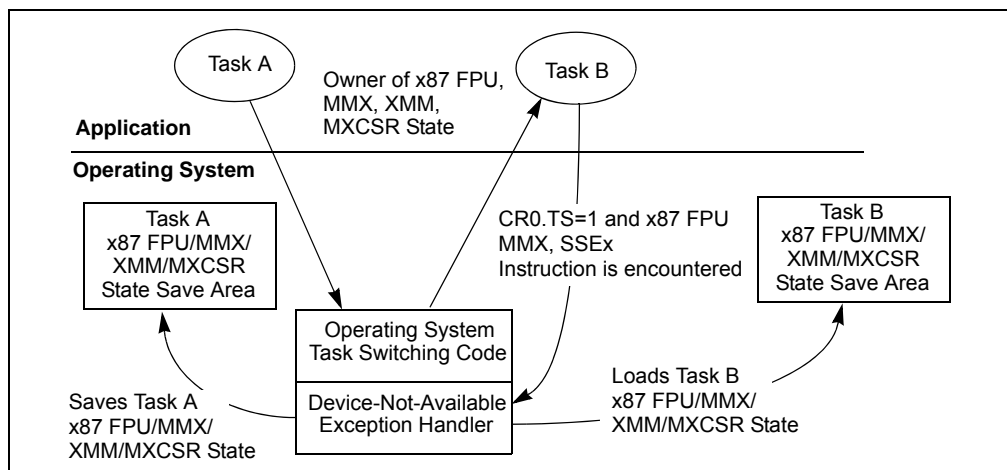 Task A
Owner of x87 FPU,
MMX, XMM,
MXCSR State
Task B
Application
Operating System
Task A
x87 FPU/MMX/
XMM/MXCSR
State Save Area
CR0.TS=1 and x87 FPU
MMX, SSEx
Instruction is encountered
Task B
x87 FPU/MMX/
XMM/MXCSR
State Save Area
Operating System
Task Switching Code
Device-Not-Available
Exception Handler
Saves Task A
x87 FPU/MMX/
XMM/MXCSR State
Loads Task B
x87 FPU/MMX/
XMM/MXCSR State